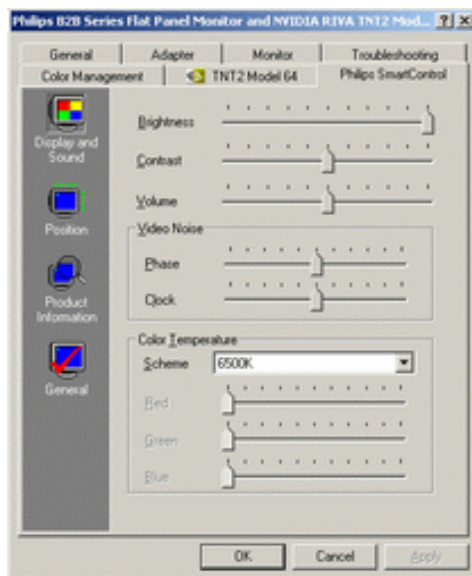 Philips B2B Series Flat Panel Monitor and NVIDIA RIVA TNT2 Mod...
General Adapter Monitor Troubleshooting
Color Management TNT2 Model 64 Philips SmartControl
Display and
Sound
Position
Product
Information
General
Brightness
Contrast
Volume
Video Noise
Phase
Clock
Color Temperature
Scheme 6500K
Red
Green
Blue
OK Cancel Apply